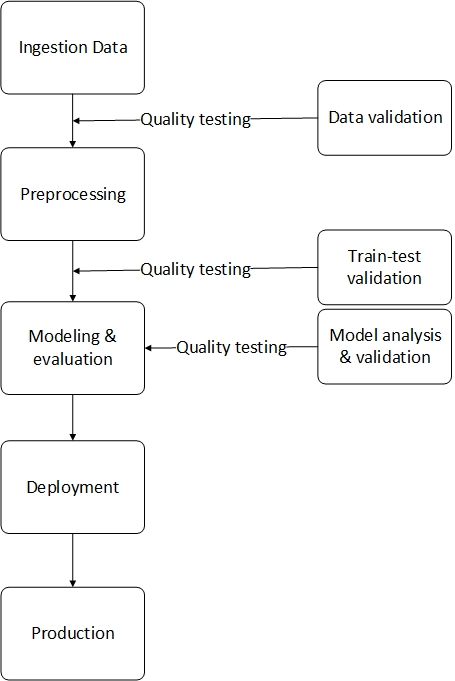 Ingestion Data
Quality testing
Data validation
Preprocessing
Quality testing
Train-test
validation
Modeling &
evaluation
Quality testing
Model analysis
& validation
Deployment
Production